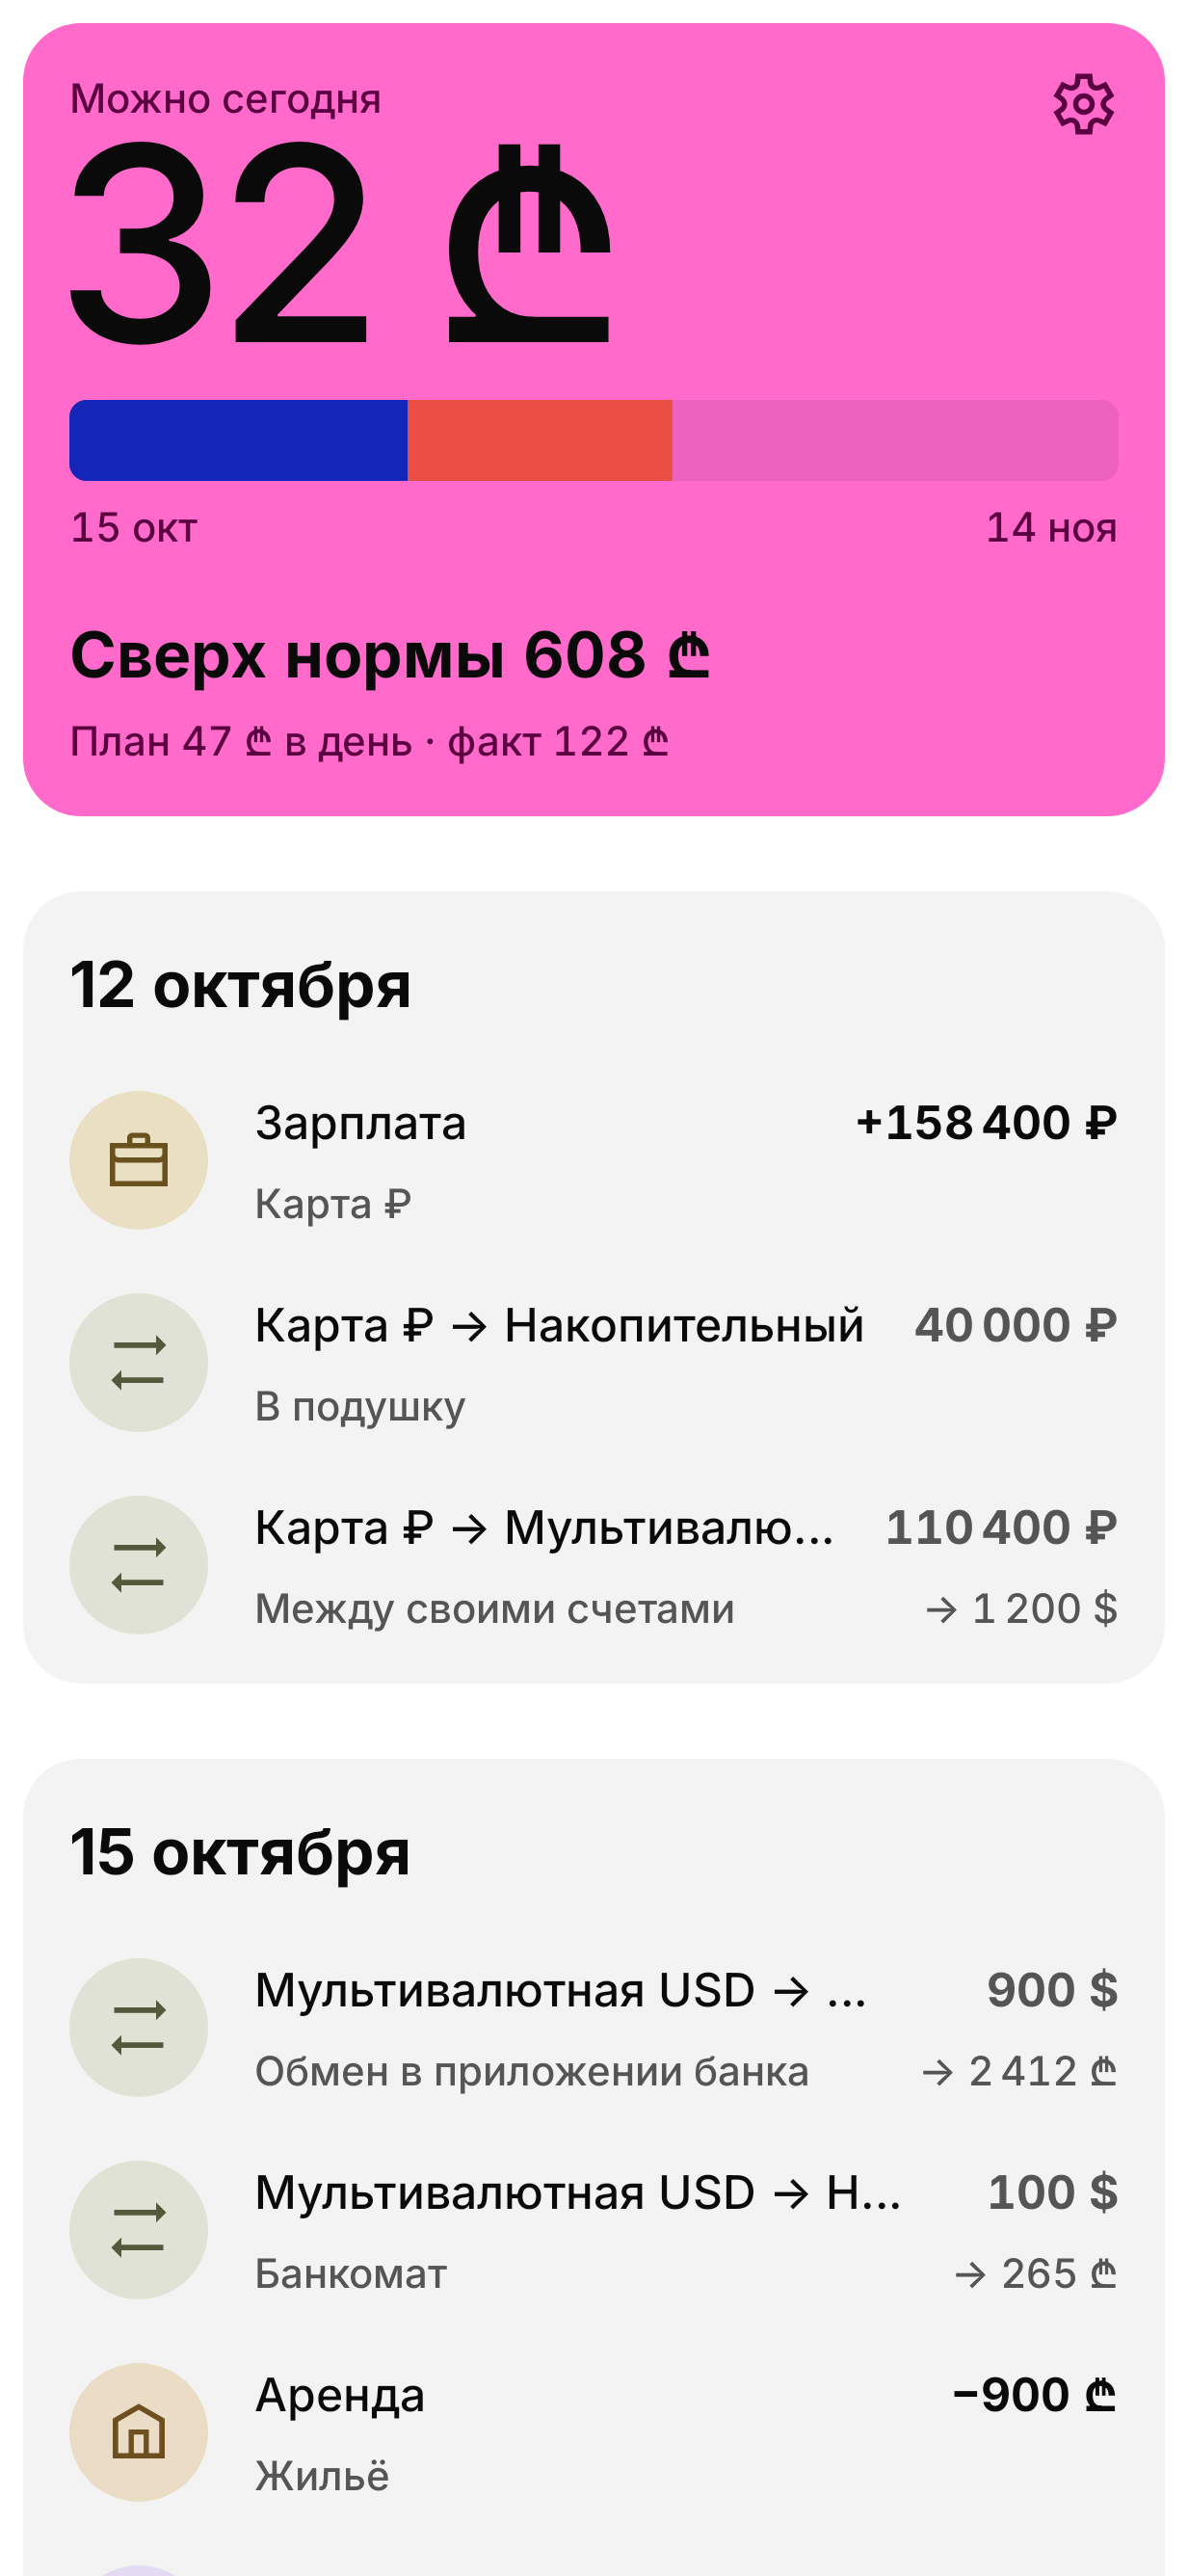 Можно сегодня
32 ₾
15 окт
14 ноя
Сверх нормы 608 ₾
План 47 ₾ в день · факт 122 ₾
12 октября
Зарплата +158 400 ₽
Карта ₽
Карта ₽ → Накопительный 40 000 ₽
В подушку
Карта ₽ → Мультивалю... 110 400 ₽
Между своими счетами → 1 200 $
15 октября
Мультивалютная USD → ... 900 $
Обмен в приложении банка → 2 412 ₾
Мультивалютная USD → Н... 100 $
Банкомат → 265 ₾
Аренда −900 ₾
Жильё